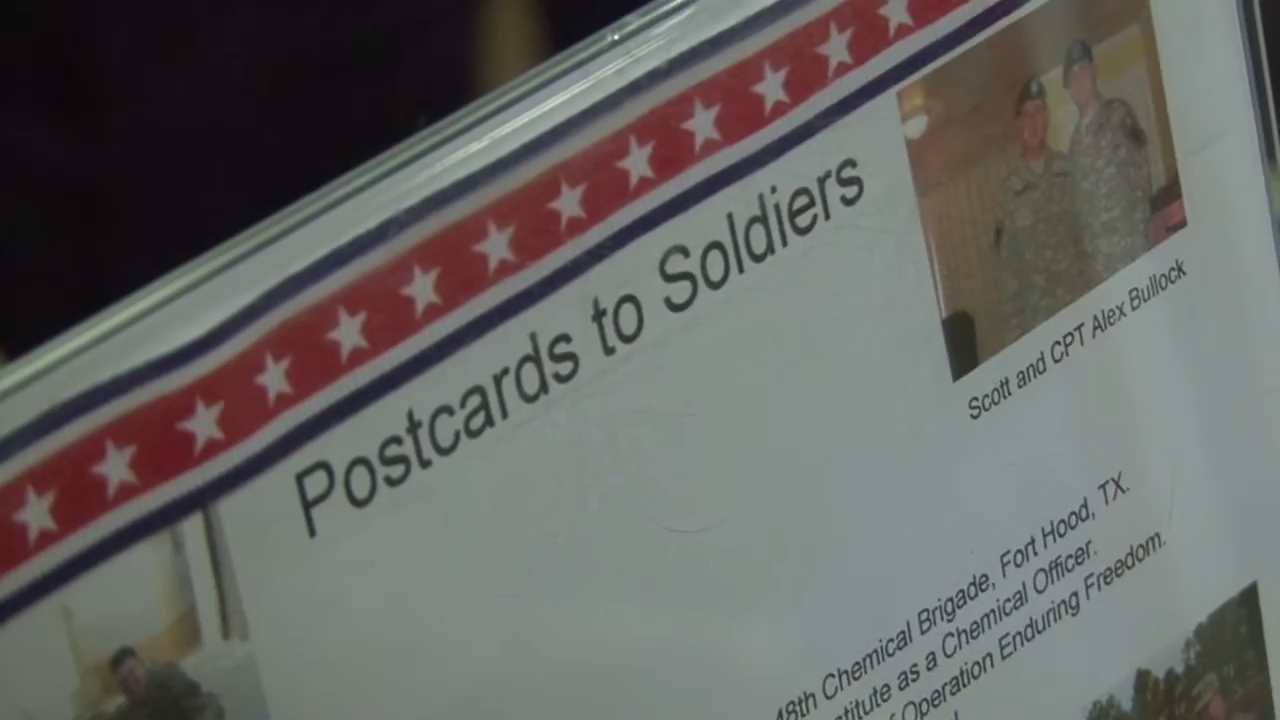 Postcards to Soldiers
Scott and CPT Alex Bullock
48th Chemical Brigade, Fort Hood, TX.
as a Chemical Officer.
Operation Enduring Freedom.